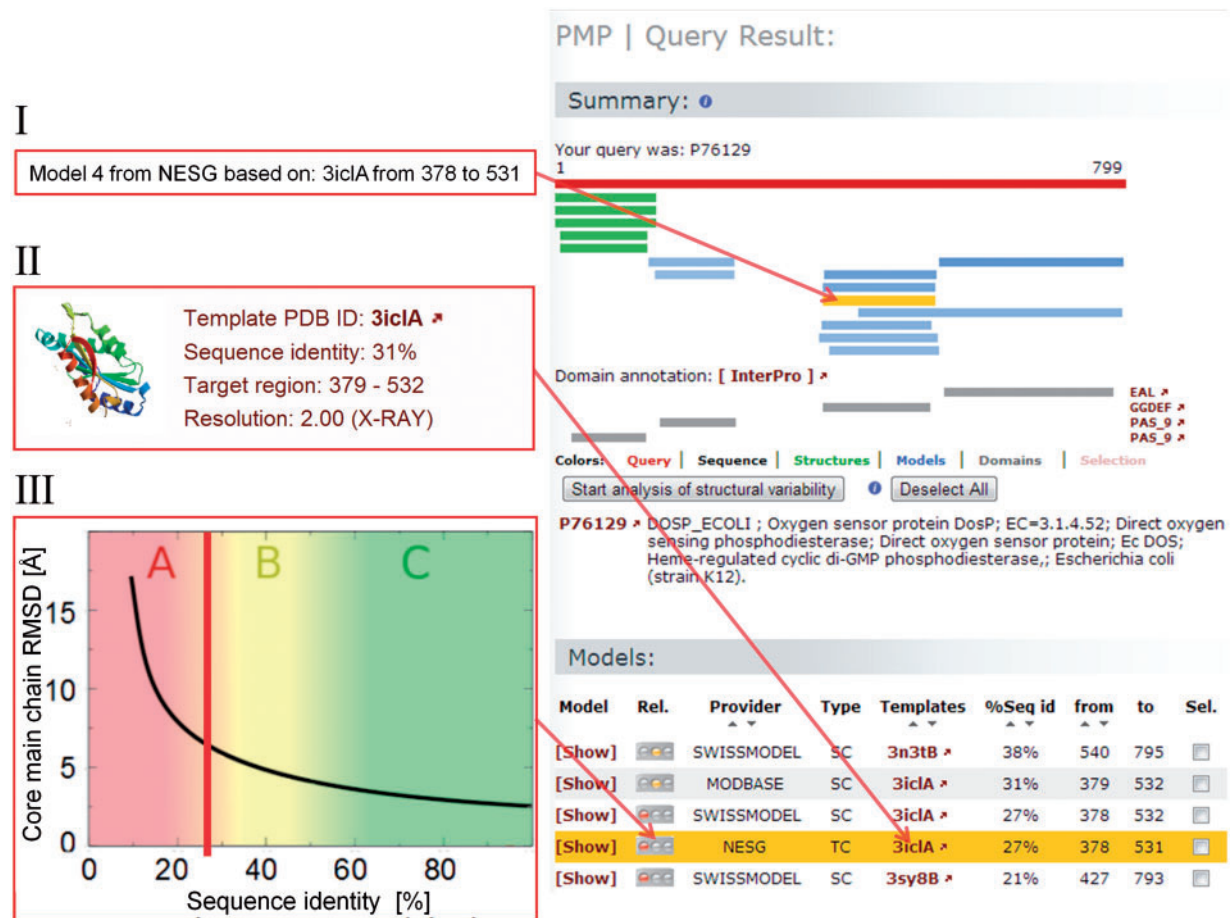 I
Model 4 from NESG based on: 3iclA from 378 to 531
II
Template PDB ID: 3iclA
Sequence identity: 31%
Target region: 379 - 532
Resolution: 2.00 (X-RAY)
III
A B C
Core main chain RMSD [Å]
15
10
5
0
0 20 40 60 80
Sequence identity [%]
PMP | Query Result:
Summary:
Your query was: P76129
1 799
Domain annotation: [ InterPro ]
EAL
GGDEF
PAS_9
PAS_9
Colors: Query | Sequence | Structures | Models | Domains | Selection
Start analysis of structural variability Deselect All
P76129 DOSP_ECOLI ; Oxygen sensor protein DosP; EC=3.1.4.52; Direct oxygen
sensing phosphodiesterase; Direct oxygen sensor protein; Ec DOS;
Heme-regulated cyclic di-GMP phosphodiesterase,; Escherichia coli
(strain K12).
Models:
Model Rel. Provider Type Templates %Seq id from to Sel.
[Show] SWISSMODEL SC 3n3tB 38% 540 795
[Show] MODBASE SC 3iclA 31% 379 532
[Show] SWISSMODEL SC 3iclA 27% 378 532
[Show] NESG TC 3iclA 27% 378 531
[Show] SWISSMODEL SC 3sy8B 21% 427 793